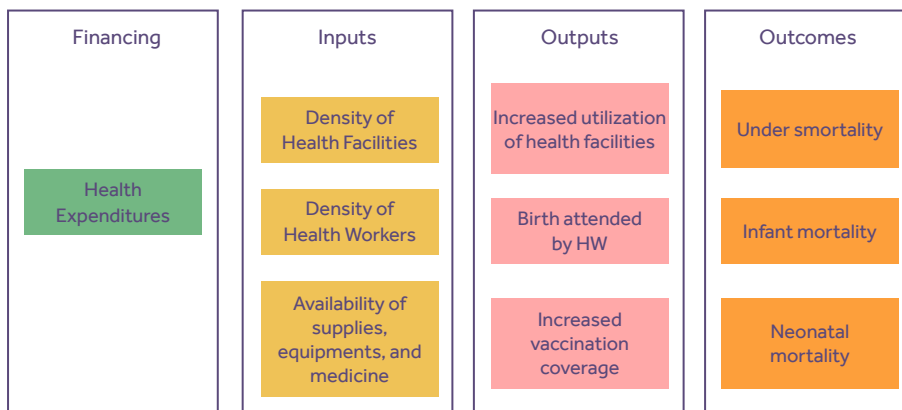 Financing
Health
Expenditures
Inputs
Density of
Health Facilities
Density of
Health Workers
Availability of
supplies,
equipments, and
medicine
Outputs
Increased utilization
of health facilities
Birth attended
by HW
Increased
vaccination
coverage
Outcomes
Under smortality
Infant mortality
Neonatal
mortality